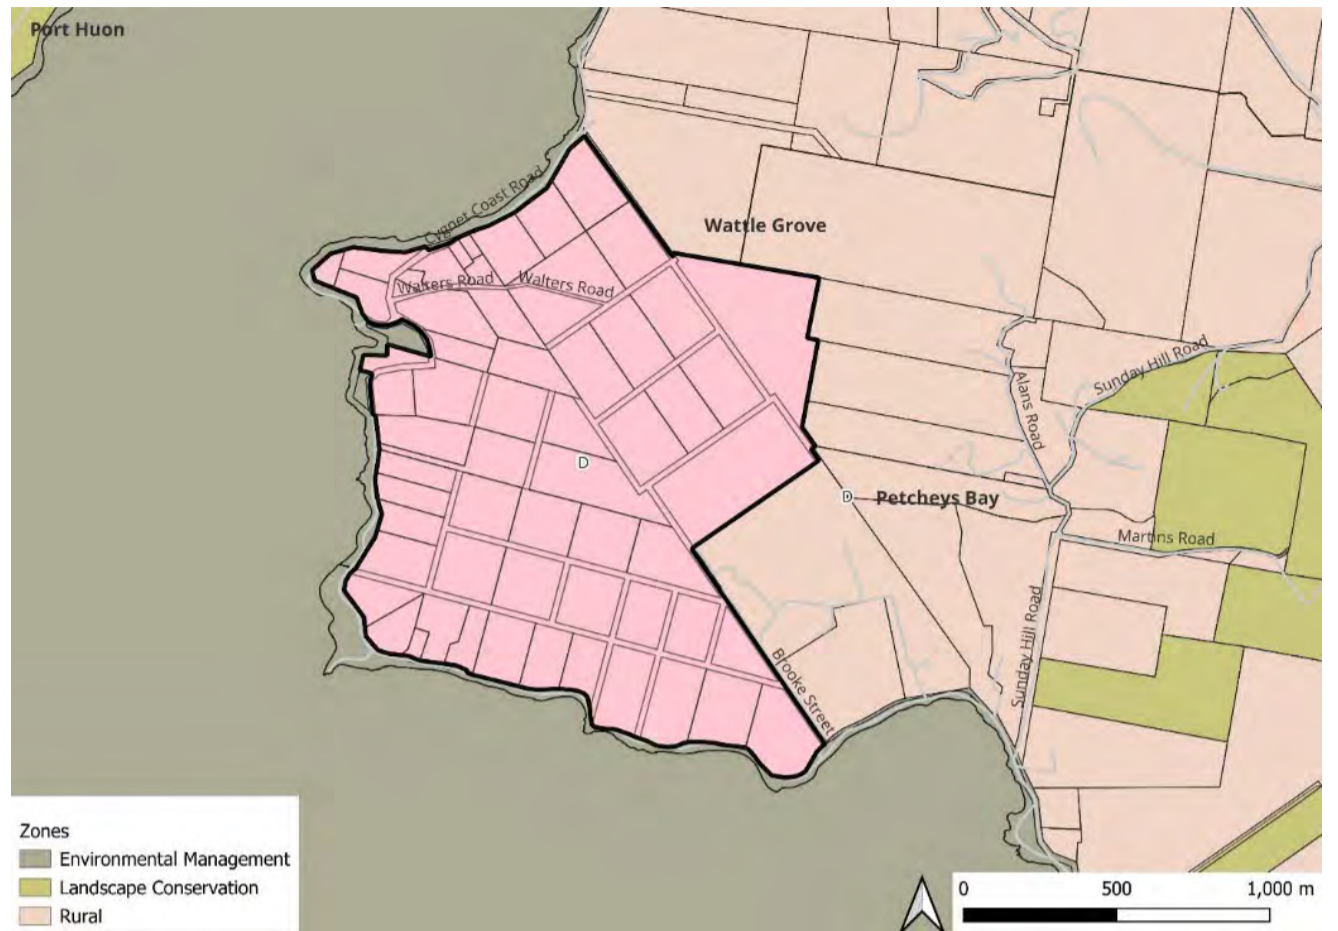 Port Huon
Cygnet Coast Road
Wattle Grove
Walters Road
Walters Road
Sunday Hill Road
Alans Road
D
D
Petcheys Bay
Martins Road
Sunday Hill Road
Brooke Street
Zones
Environmental Management
Landscape Conservation
Rural
0 500 1,000 m